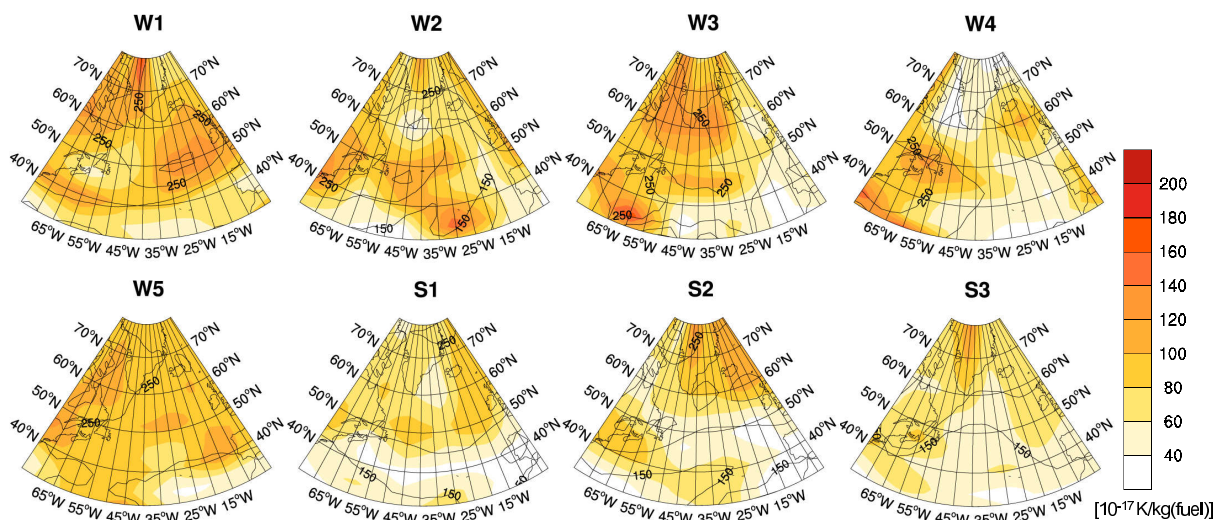 W1 W2 W3 W4
70°N 70°N 70°N 70°N 70°N 70°N 70°N 70°N
60°N 60°N 60°N 60°N 60°N 60°N 60°N 60°N
50°N 50°N 50°N 50°N 50°N 50°N 50°N 50°N
40°N 40°N 40°N 40°N 40°N 40°N 40°N 40°N
250 250 250 250 250 250 250 150 150 150 250 250 250 250 250 250
65°W 55°W 45°W 35°W 25°W 15°W 65°W 55°W 45°W 35°W 25°W 15°W 65°W 55°W 45°W 35°W 25°W 15°W 65°W 55°W 45°W 35°W 25°W 15°W
W5 S1 S2 S3
70°N 70°N 70°N 70°N 70°N 70°N 70°N 70°N
60°N 60°N 60°N 60°N 60°N 60°N 60°N 60°N
50°N 50°N 50°N 50°N 50°N 50°N 50°N 50°N
40°N 40°N 40°N 40°N 40°N 40°N 40°N 40°N
250 250 250 150 150 150 250 150 150 150 150 150
65°W 55°W 45°W 35°W 25°W 15°W 65°W 55°W 45°W 35°W 25°W 15°W 65°W 55°W 45°W 35°W 25°W 15°W 65°W 55°W 45°W 35°W 25°W 15°W
200
180
160
140
120
100
80
60
40
[10⁻¹⁷K/kg(fuel)]